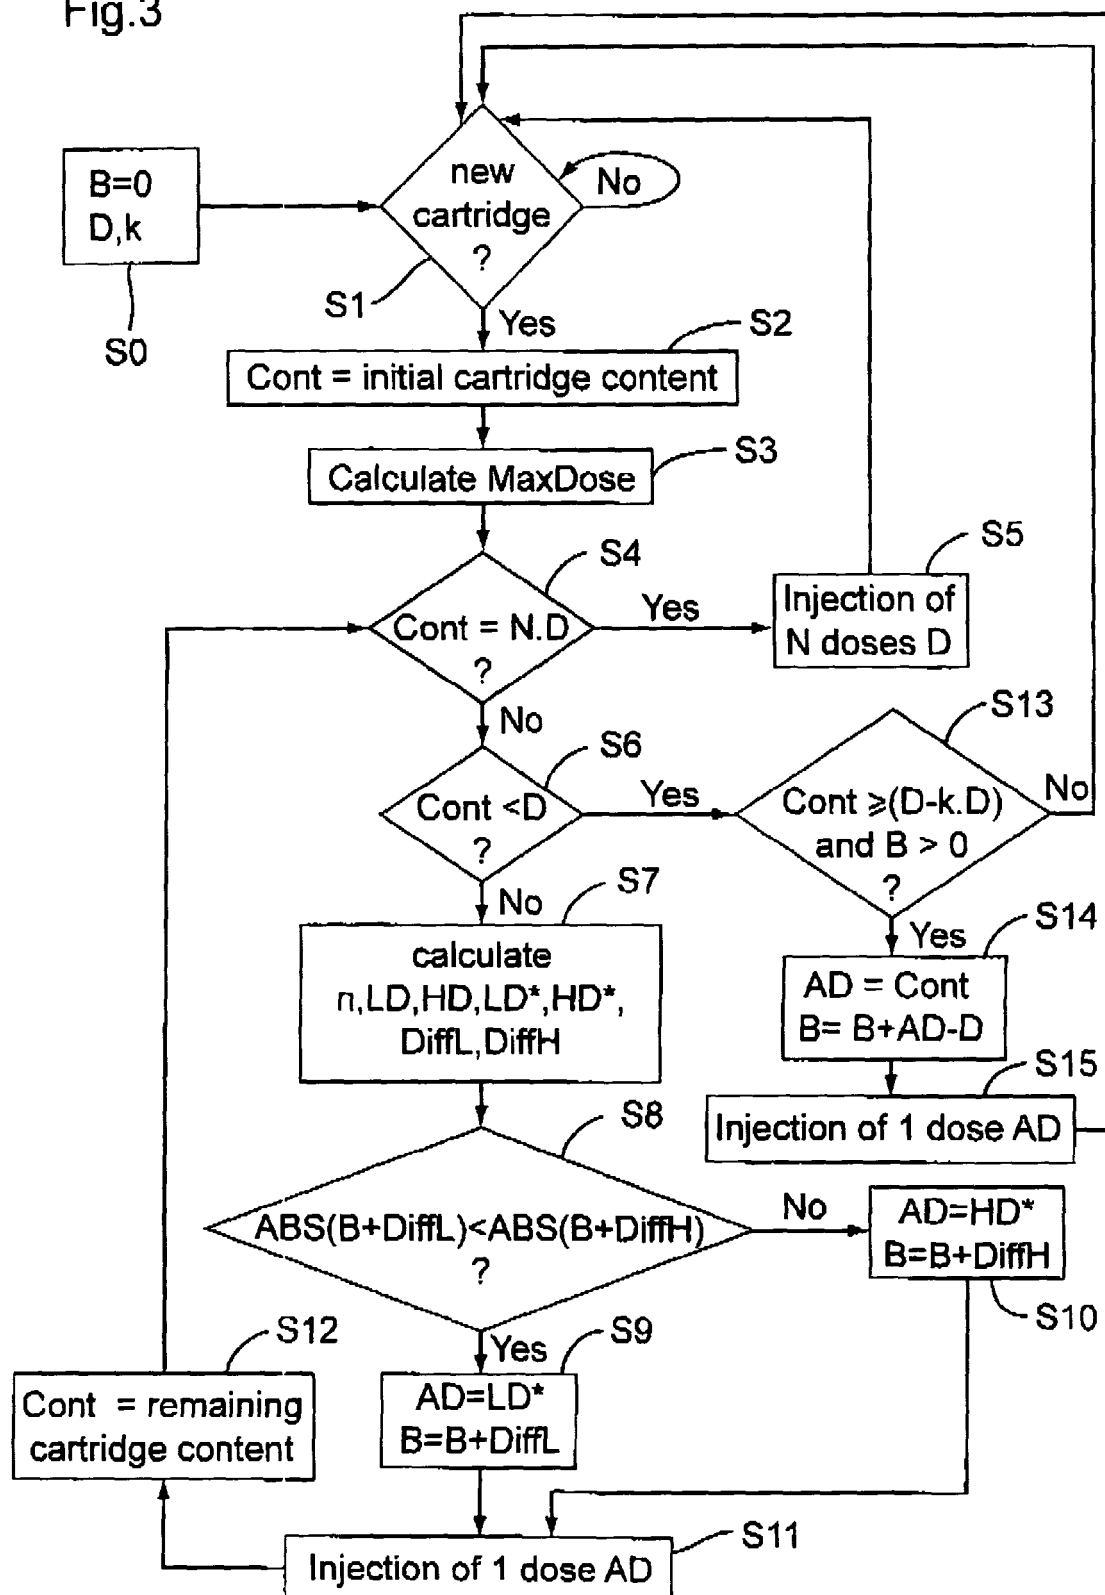 Fig.3
B=0
D,k
S0
new
cartridge
?
No
S1
Yes
S2
Cont = initial cartridge content
S3
Calculate MaxDose
S4
Cont = N.D
?
Yes
S5
Injection of
N doses D
No
S6
Cont <D
?
Yes
S13
Cont ⩾(D-k.D)
and B > 0
?
No
No
S7
calculate
n,LD,HD,LD*,HD*,
DiffL,DiffH
Yes
S14
AD = Cont
B= B+AD-D
S15
Injection of 1 dose AD
S8
ABS(B+DiffL)<ABS(B+DiffH)
?
No
AD=HD*
B=B+DiffH
S10
Yes
S9
AD=LD*
B=B+DiffL
S12
Cont = remaining
cartridge content
S11
Injection of 1 dose AD